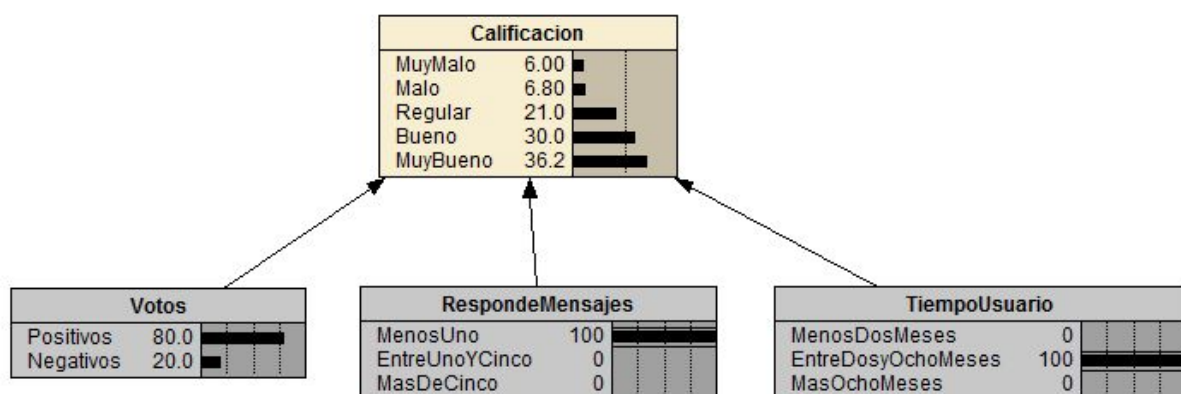 Calificacion
MuyMalo 6.00
Malo 6.80
Regular 21.0
Bueno 30.0
MuyBueno 36.2
Votos
Positivos 80.0
Negativos 20.0
RespondeMensajes
MenosUno 100
EntreUnoYCinco 0
MasDeCinco 0
TiempoUsuario
MenosDosMeses 0
EntreDosyOchoMeses 100
MasOchoMeses 0